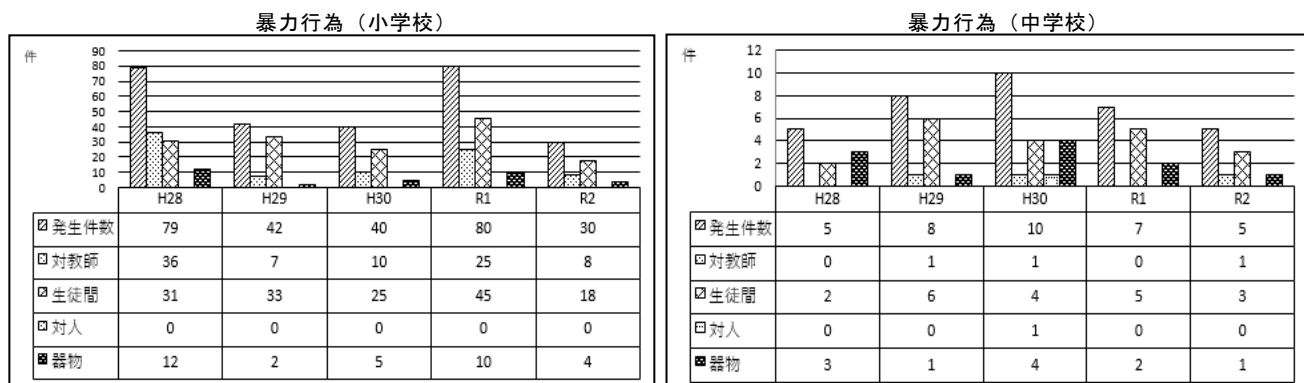 暴力行為（小学校）
件
90
80
70
60
50
40
30
20
10
0
H28 H29 H30 R1 R2
発生件数 79 42 40 80 30
対教師 36 7 10 25 8
生徒間 31 33 25 45 18
対人 0 0 0 0 0
器物 12 2 5 10 4
暴力行為（中学校）
件
12
10
8
6
4
2
0
H28 H29 H30 R1 R2
発生件数 5 8 10 7 5
対教師 0 1 1 0 1
生徒間 2 6 4 5 3
対人 0 0 1 0 0
器物 3 1 4 2 1